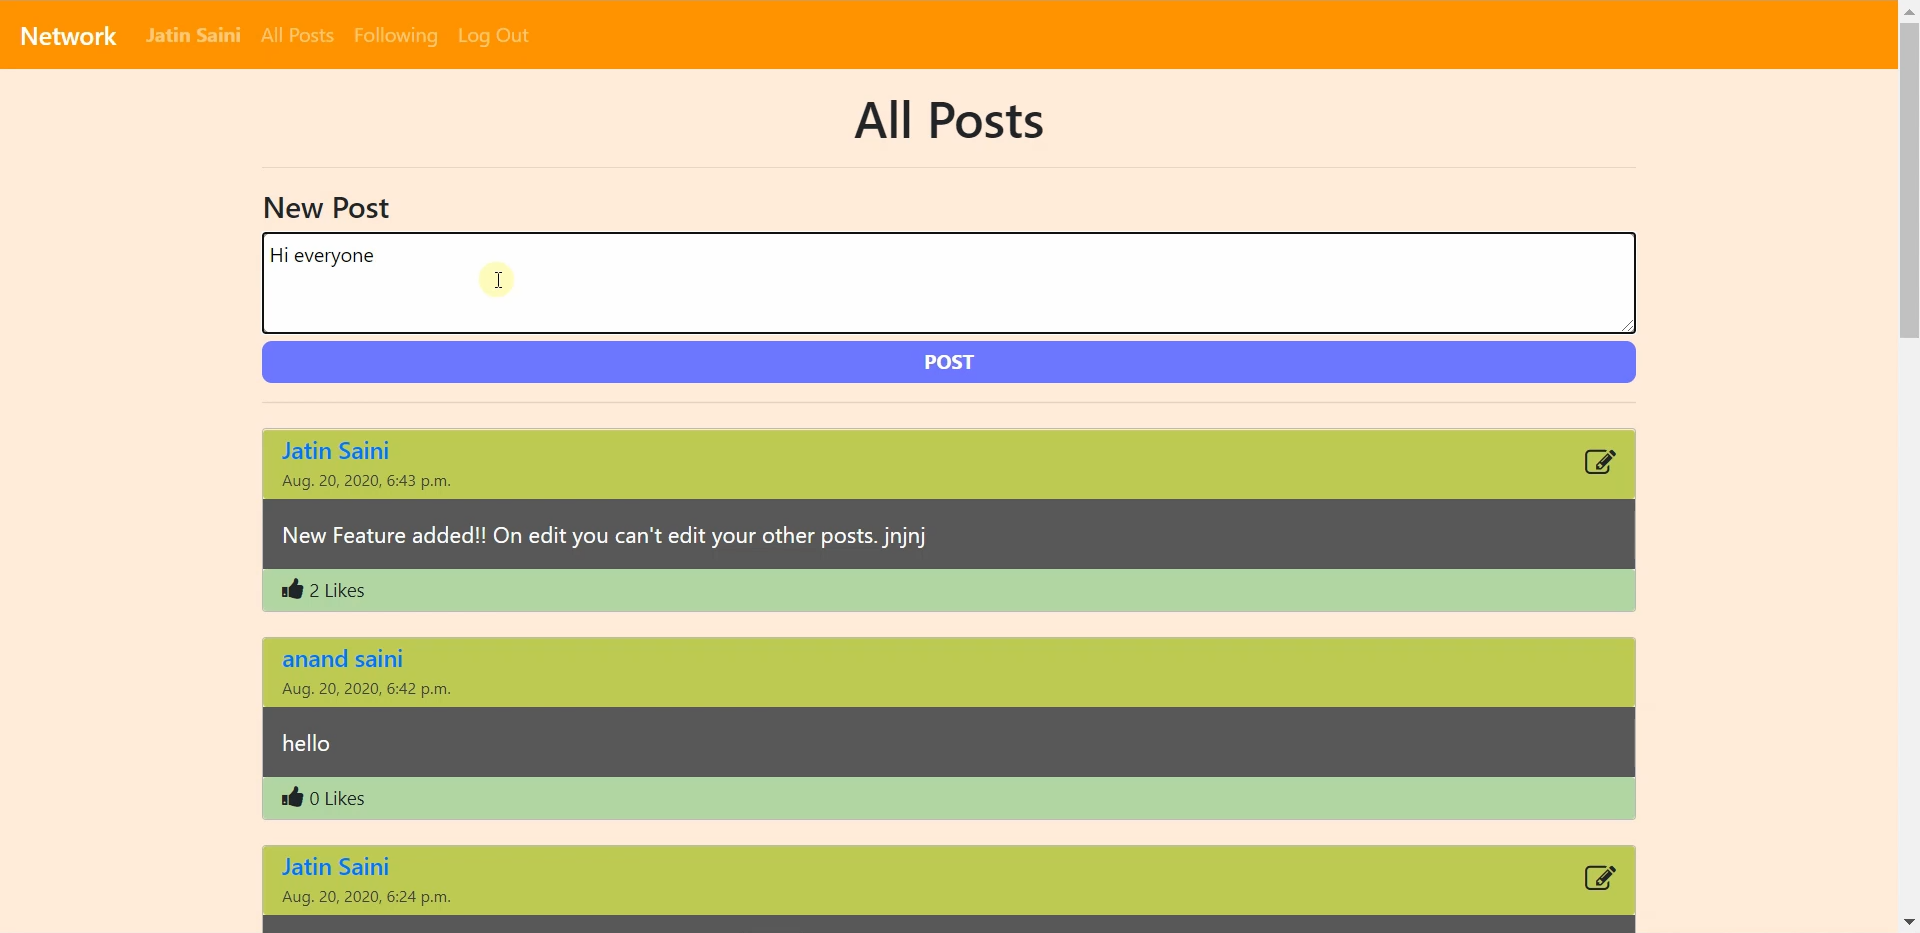 Network Jatin Saini All Posts Following Log Out
All Posts
New Post
Hi everyone
POST
Jatin Saini
Aug. 20, 2020, 6:43 p.m.
New Feature added!! On edit you can't edit your other posts. jnjnj
2 Likes
anand saini
Aug. 20, 2020, 6:42 p.m.
hello
0 Likes
Jatin Saini
Aug. 20, 2020, 6:24 p.m.